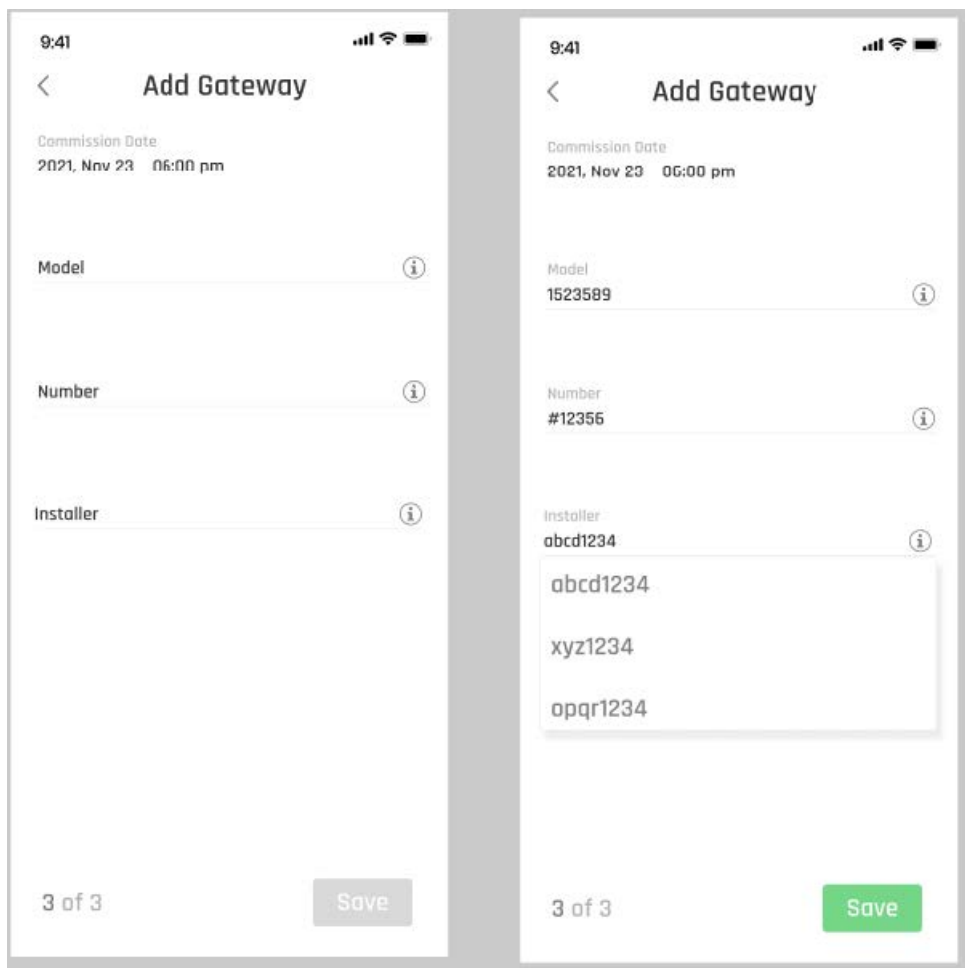 9:41
Add Gateway
Commission Date
2021, Nov 23 06:00 pm
Model
Number
Installer
3 of 3
Save
9:41
Add Gateway
Commission Date
2021, Nov 23 06:00 pm
Model
1523589
Number
#12356
Installer
abcd1234
abcd1234
xyz1234
opqr1234
3 of 3
Save